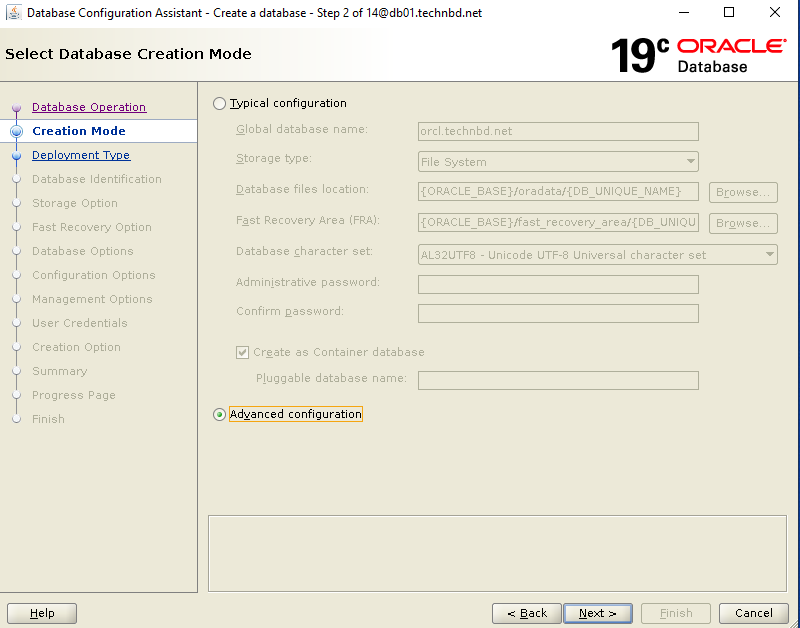 Database Configuration Assistant - Create a database - Step 2 of 14@db01.technbd.net
Select Database Creation Mode
19c ORACLE
Database
Database Operation
Creation Mode
Deployment Type
Database Identification
Storage Option
Fast Recovery Option
Database Options
Configuration Options
Management Options
User Credentials
Creation Option
Summary
Progress Page
Finish
Typical configuration
Global database name: orcl.technbd.net
Storage type: File System
Database files location: {ORACLE_BASE}/oradata/{DB_UNIQUE_NAME} Browse...
Fast Recovery Area (FRA): {ORACLE_BASE}/fast_recovery_area/{DB_UNIQU Browse...
Database character set: AL32UTF8 - Unicode UTF-8 Universal character set
Administrative password:
Confirm password:
Create as Container database
Pluggable database name:
Advanced configuration
Help < Back Next > Finish Cancel